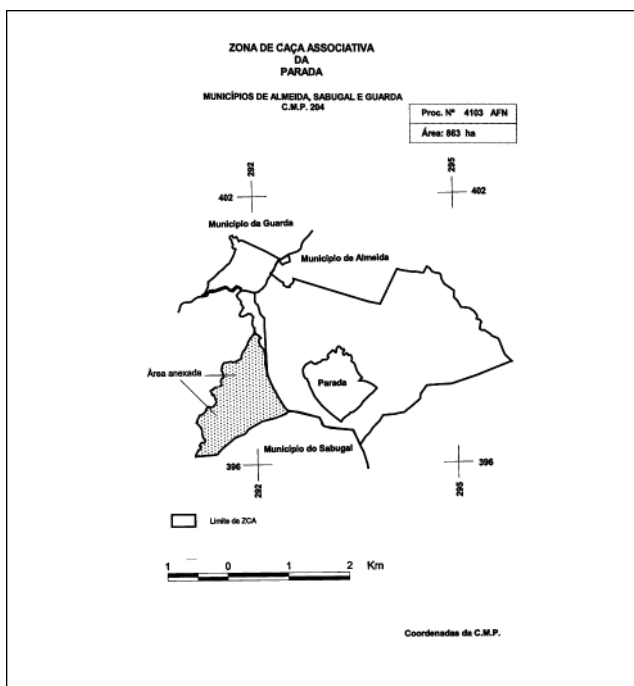 ZONA DE CAÇA ASSOCIATIVA
DA
PARADA
MUNICÍPIOS DE ALMEIDA, SABUGAL E GUARDA
C.M.P. 204
Proc. Nº 4103 AFN
Área: 863 ha
292
295
402
402
Município da Guarda
Município de Almeida
Área anexada
Parada
Município do Sabugal
396
396
292
295
Limite da ZCA
1 0 1 2 Km
Coordenadas da C.M.P.